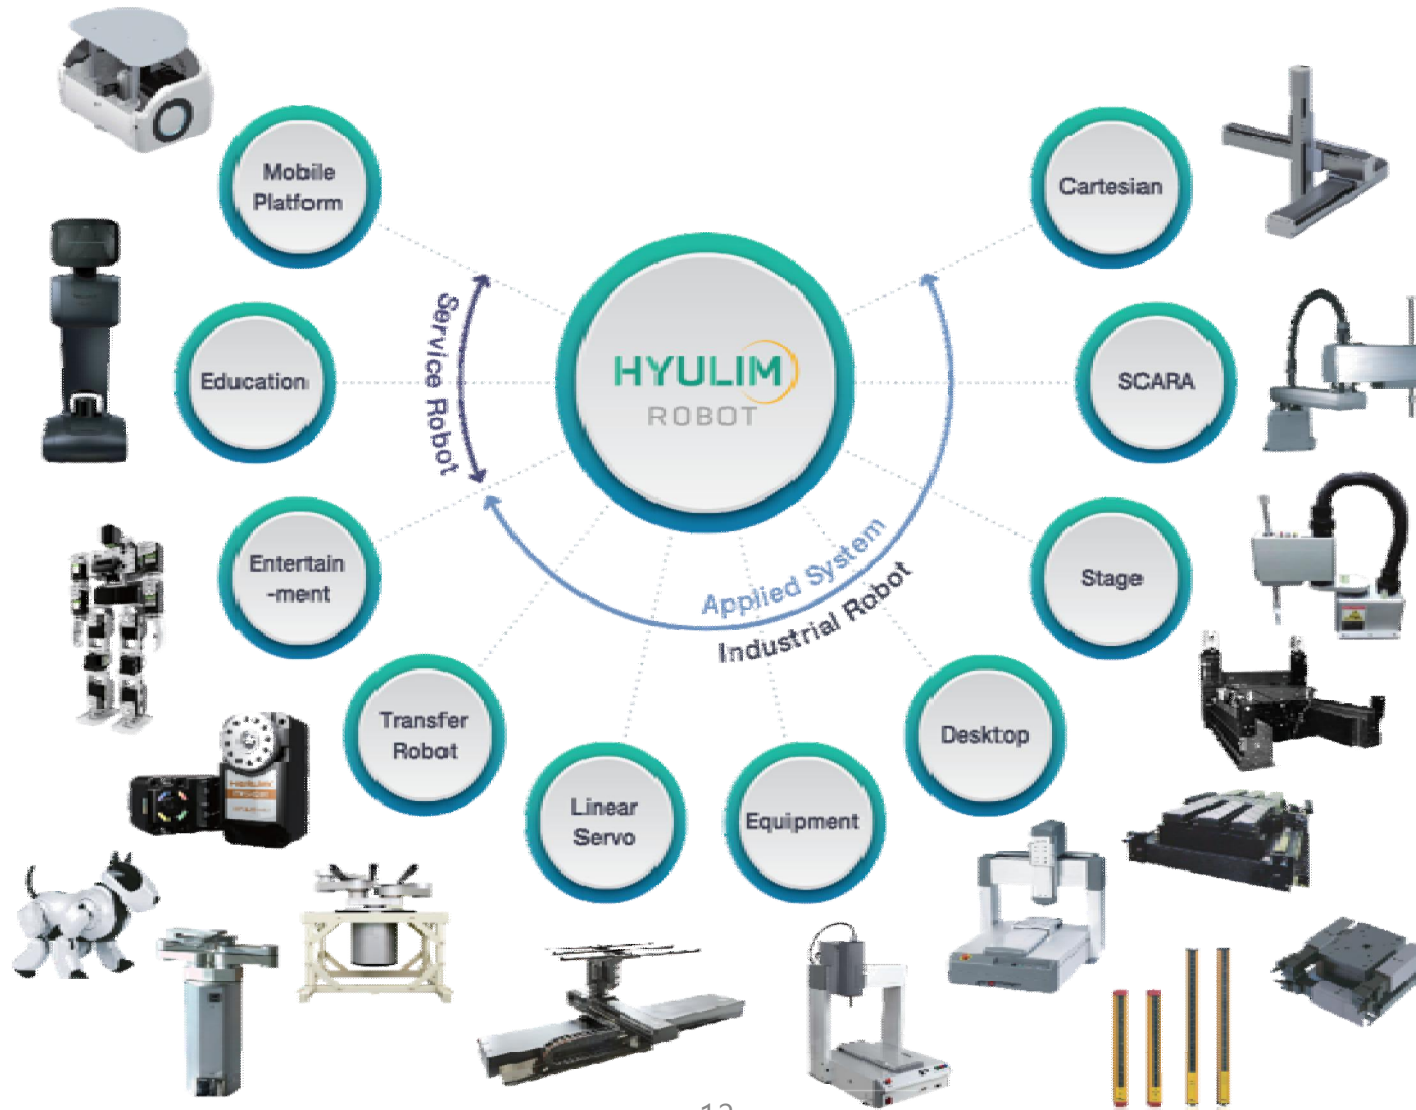 Mobile
Platform
Cartesian
Service Robot
HYULIM
ROBOT
Education
SCARA
Entertain
-ment
Applied System
Industrial Robot
Stage
Transfer
Robot
Desktop
Linear
Servo
Equipment